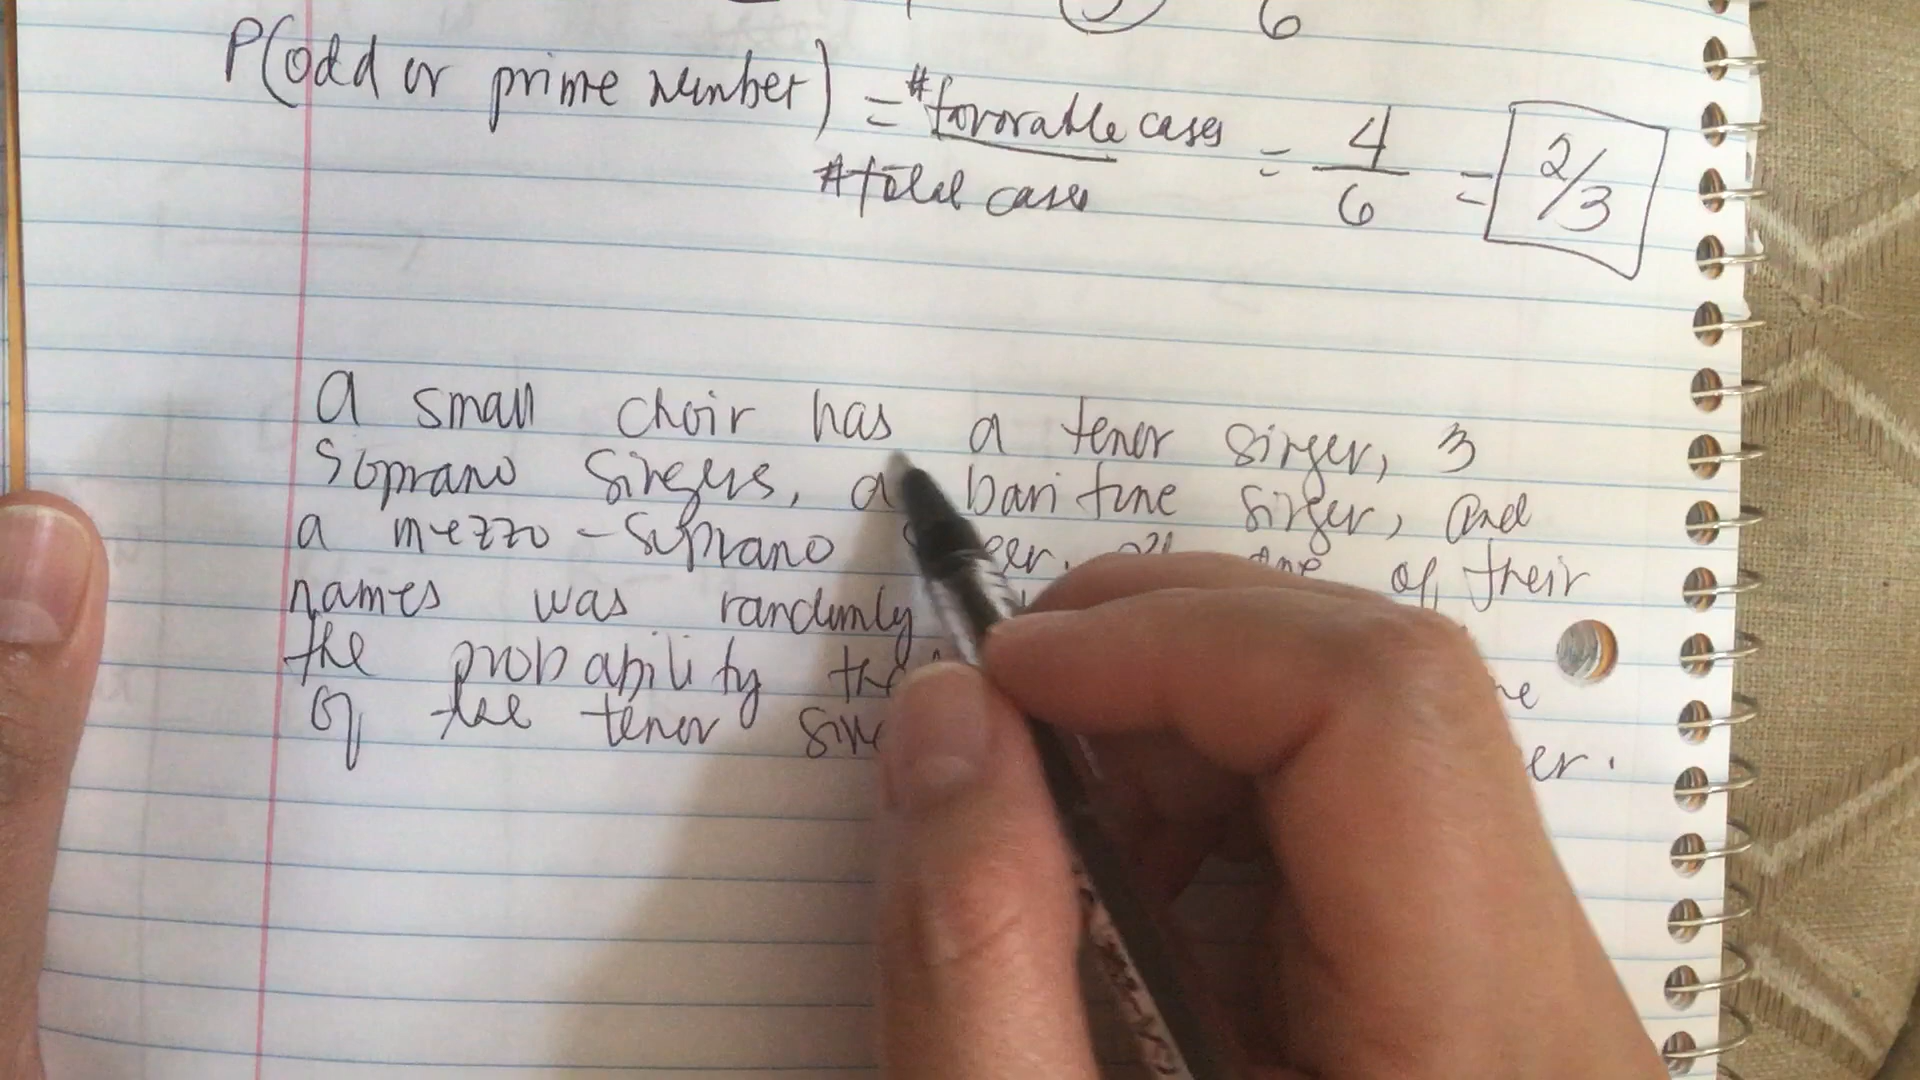 6
P(odd or prime number) = # favorable cases / # total cases = 4/6 = 2/3
a small choir has a tenor singer, 3
soprano singers, a baritone singer, and
a mezzo-soprano of their
names was randomly
the probability
of the tenor